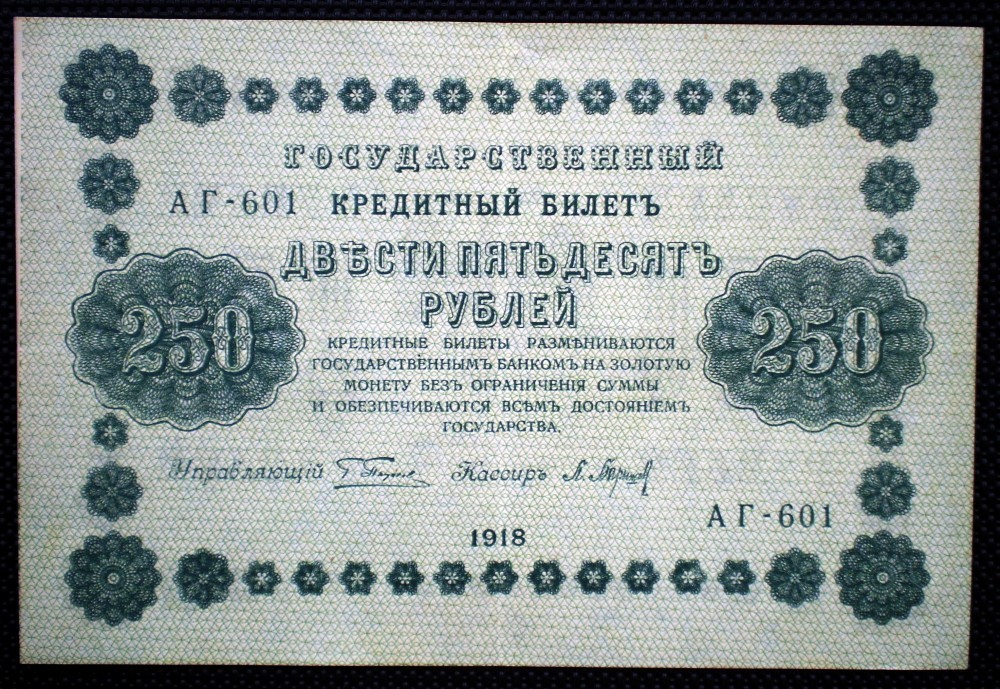 ГОСУДАРСТВЕННЫЙ
АГ-601 КРЕДИТНЫЙ БИЛЕТЪ
ДВѢСТИ ПЯТЬДЕСЯТЪ
РУБЛЕЙ
250
250
КРЕДИТНЫЕ БИЛЕТЫ РАЗМѢНИВАЮТСЯ
ГОСУДАРСТВЕННЫМЪ БАНКОМЪ НА ЗОЛОТУЮ
МОНЕТУ БЕЗЪ ОГРАНИЧЕНІЯ СУММЫ
И ОБЕЗПЕЧИВАЮТСЯ ВСѢМЪ ДОСТОЯНІЕМЪ
ГОСУДАРСТВА.
Управляющій Кассиръ
АГ-601
1918